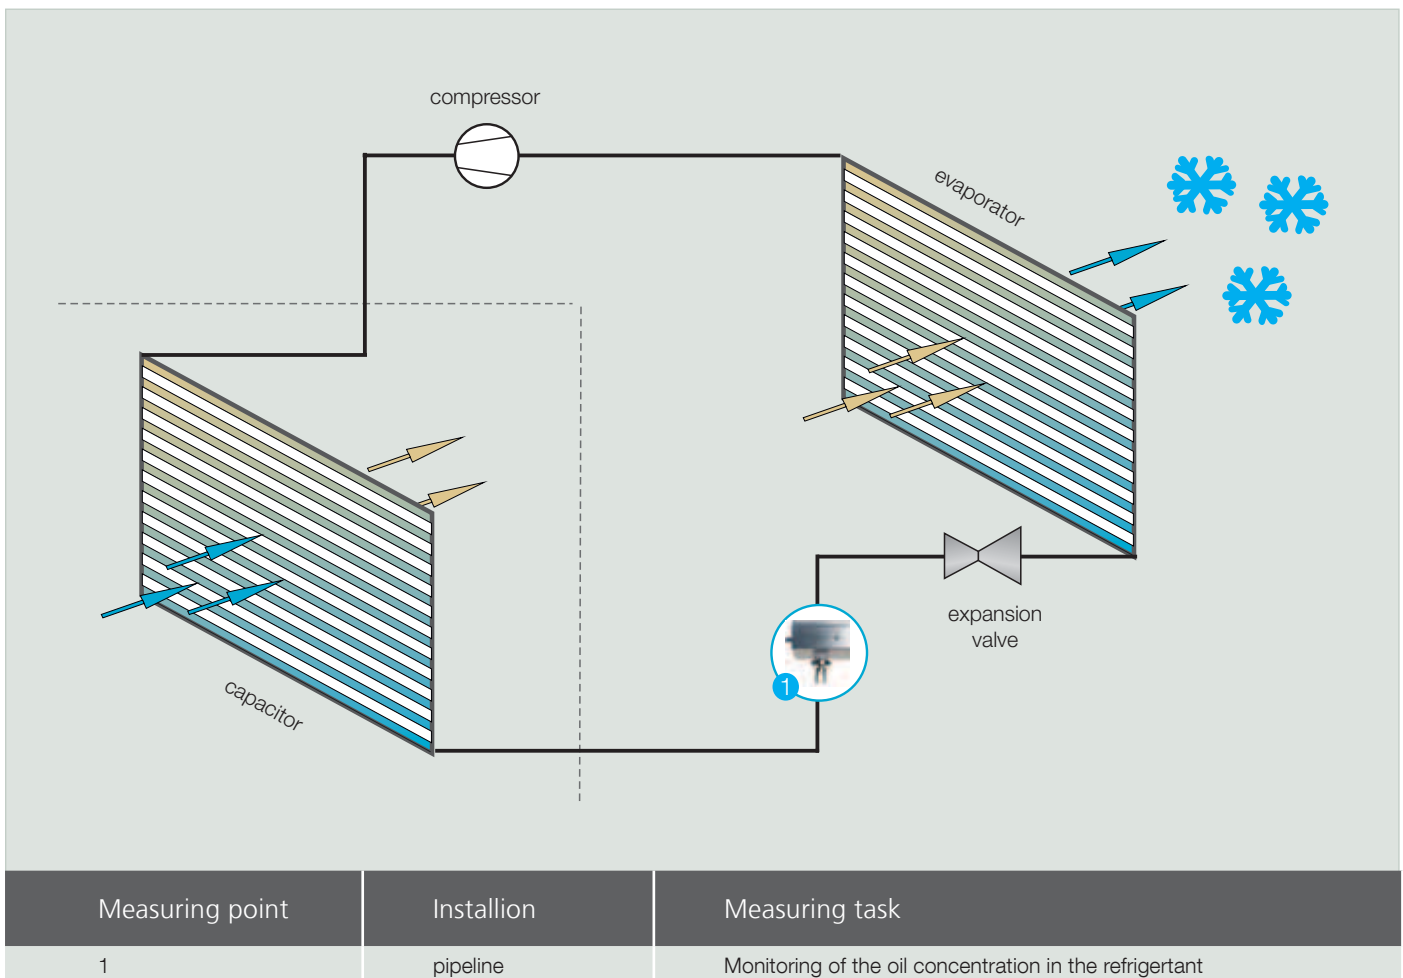 compressor
evaporator
expansion
valve
1
capacitor
Measuring point Installion Measuring task
1 pipeline Monitoring of the oil concentration in the refrigertant